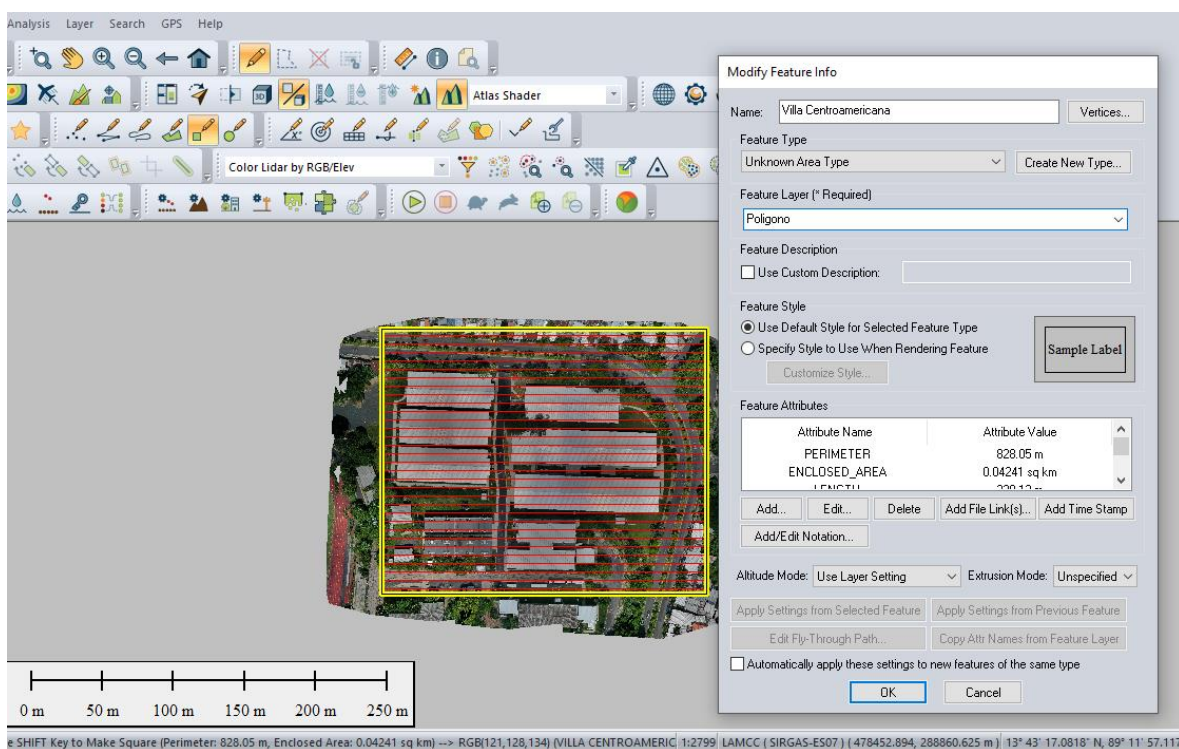 Analysis Layer Search GPS Help
Atlas Shader
3D
Color Lidar by RGB/Elev
Modify Feature Info
Name: Villa Centroamericana Vertices...
Feature Type
Unknown Area Type Create New Type...
Feature Layer (* Required)
Poligono
Feature Description
Use Custom Description:
Feature Style
Use Default Style for Selected Feature Type
Specify Style to Use When Rendering Feature
Sample Label
Customize Style...
Feature Attributes
Attribute Name Attribute Value
PERIMETER 828.05 m
ENCLOSED_AREA 0.04241 sq km
Add... Edit... Delete Add File Link(s)... Add Time Stamp
Add/Edit Notation...
Altitude Mode: Use Layer Setting Extrusion Mode: Unspecified
Apply Settings from Selected Feature Apply Settings from Previous Feature
Edit Fly-Through Path... Copy Attr Names from Feature Layer
Automatically apply these settings to new features of the same type
OK Cancel
0 m 50 m 100 m 150 m 200 m 250 m
e SHIFT Key to Make Square (Perimeter: 828.05 m, Enclosed Area: 0.04241 sq km) --> RGB(121,128,134) (VILLA CENTROAMERIC 1:2799 LAMCC ( SIRGAS-ES07 ) ( 478452.894, 288860.625 m ) 13° 43' 17.0818" N, 89° 11' 57.117